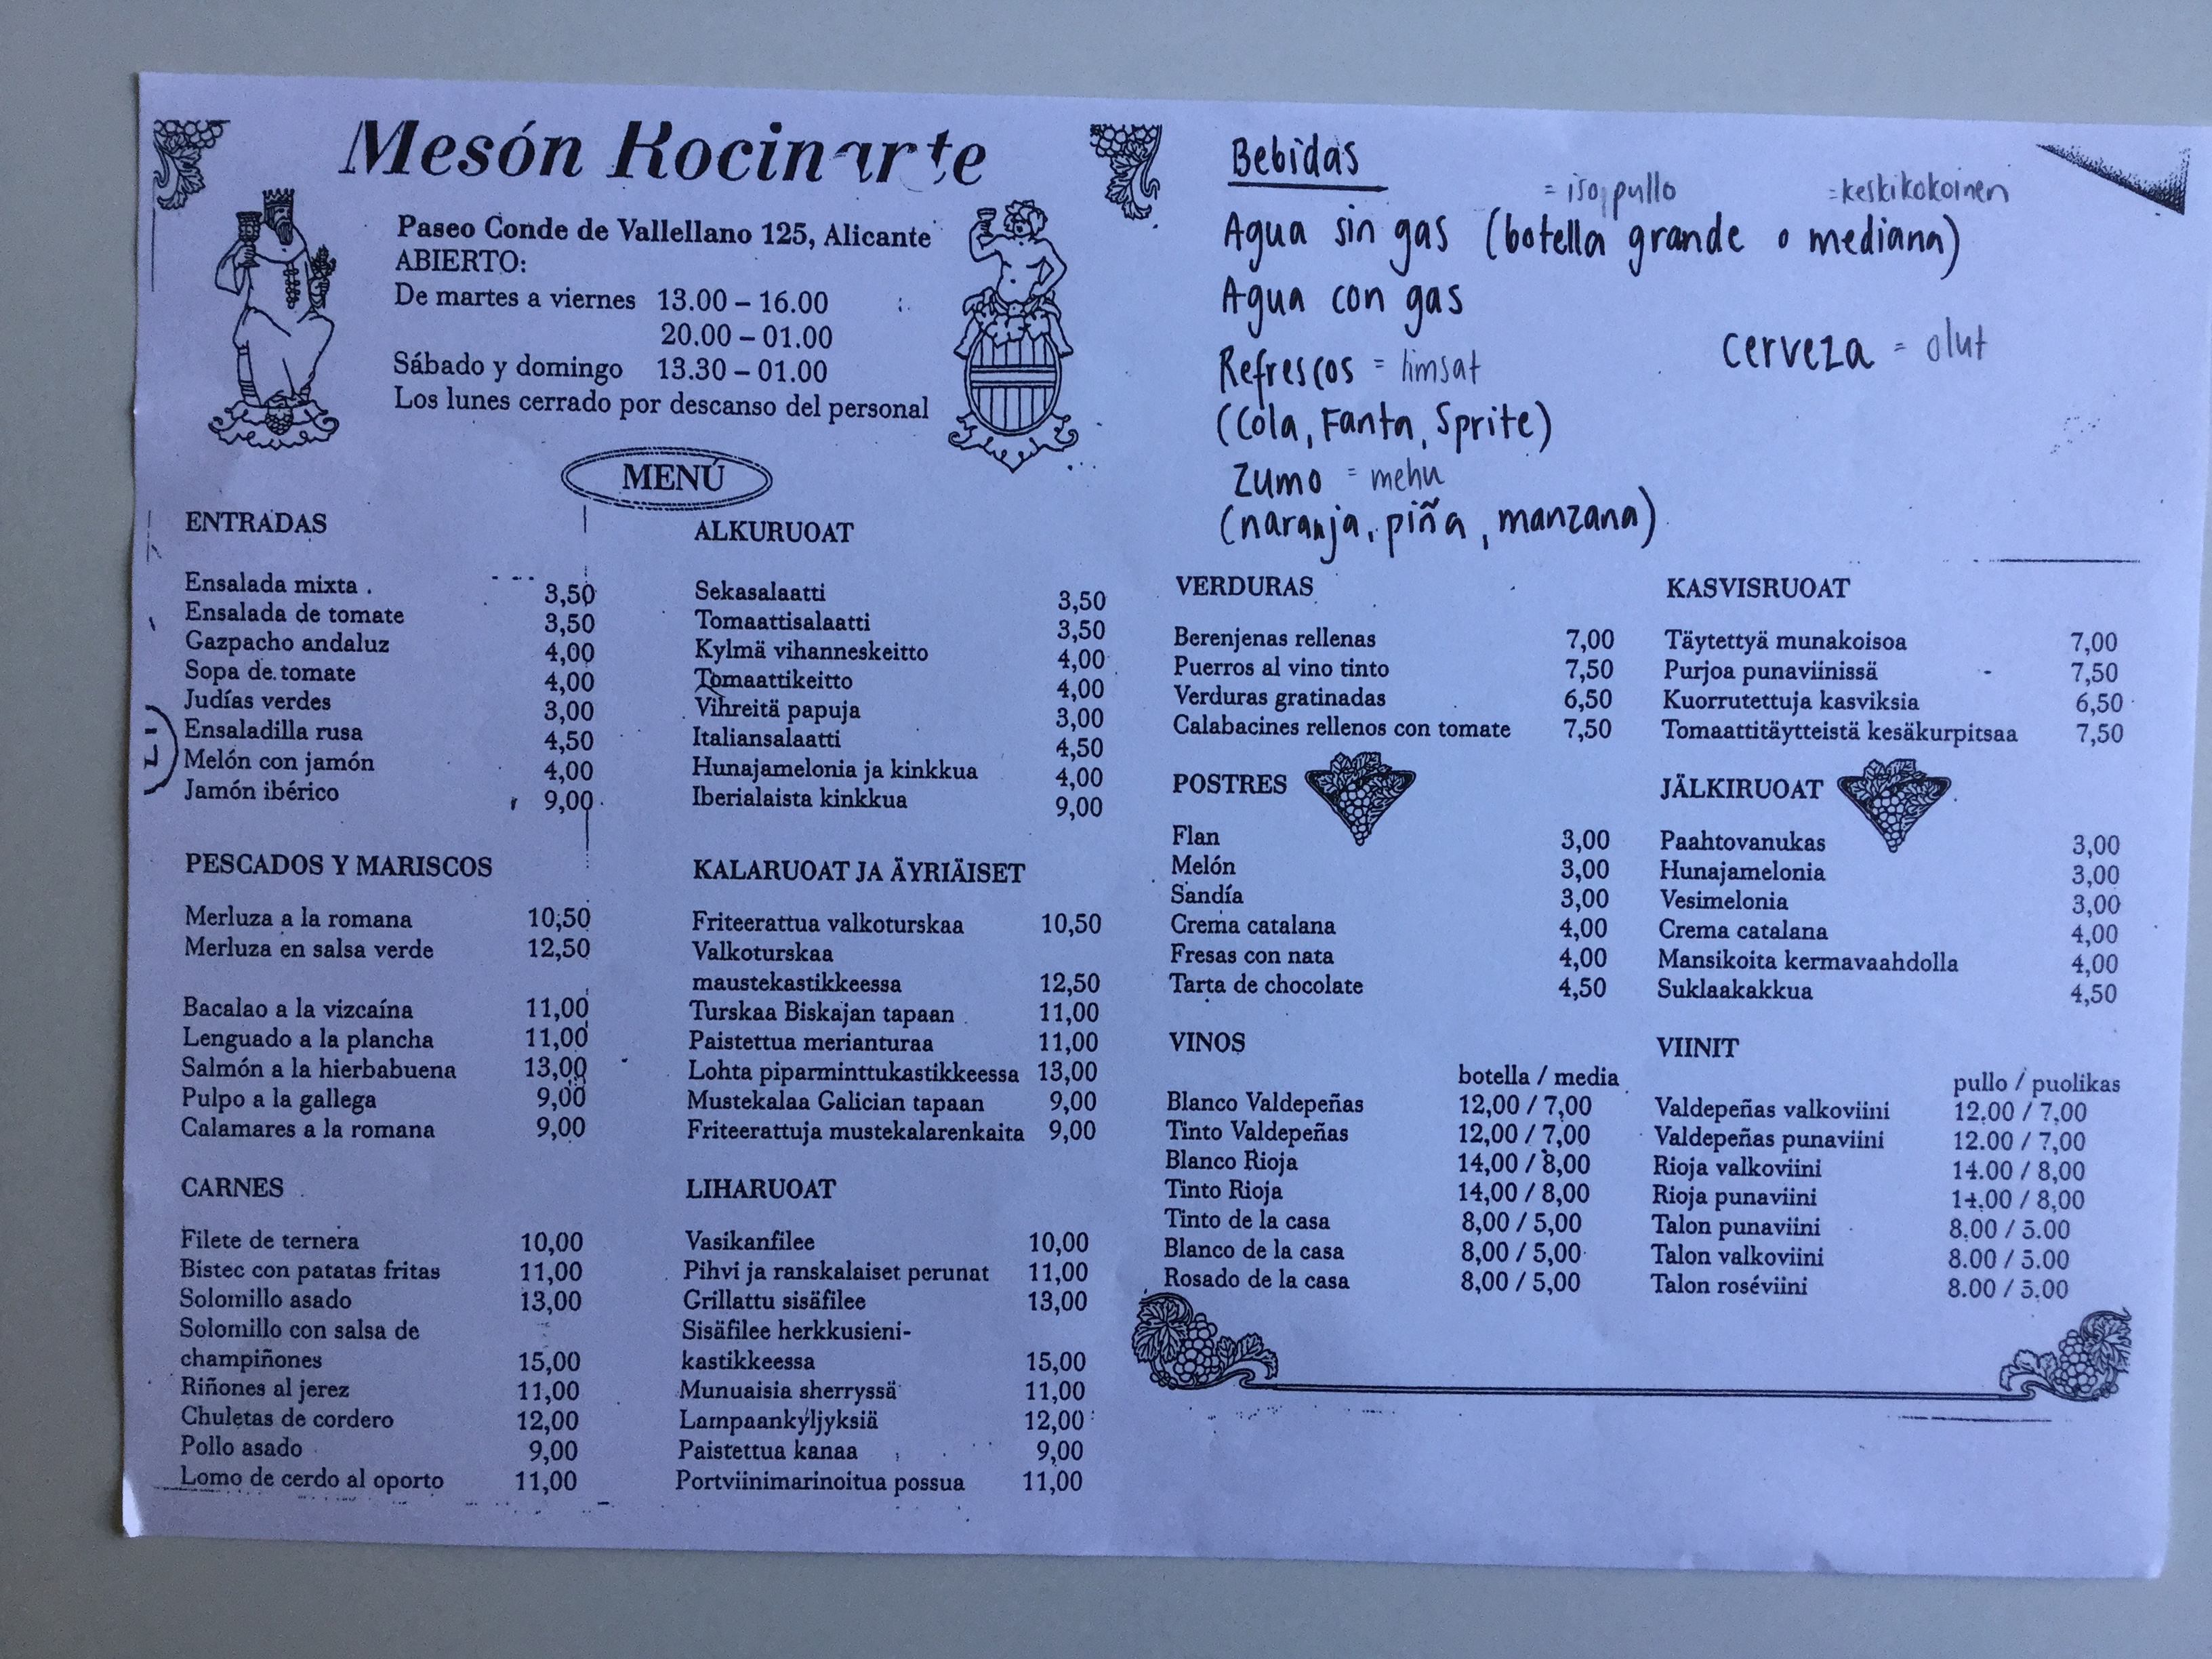 Mesón Rocinarte
Paseo Conde de Vallellano 125, Alicante
ABIERTO:
De martes a viernes 13.00 – 16.00
20.00 – 01.00
Sábado y domingo 13.30 – 01.00
Los lunes cerrado por descanso del personal
MENÚ
ENTRADAS
Ensalada mixta 3,50
Ensalada de tomate 3,50
Gazpacho andaluz 4,00
Sopa de tomate 4,00
Judías verdes 3,00
Ensaladilla rusa 4,50
Melón con jamón 4,00
Jamón ibérico 9,00
PESCADOS Y MARISCOS
Merluza a la romana 10,50
Merluza en salsa verde 12,50
Bacalao a la vizcaína 11,00
Lenguado a la plancha 11,00
Salmón a la hierbabuena 13,00
Pulpo a la gallega 9,00
Calamares a la romana 9,00
CARNES
Filete de ternera 10,00
Bistec con patatas fritas 11,00
Solomillo asado 13,00
Solomillo con salsa de
champiñones 15,00
Riñones al jerez 11,00
Chuletas de cordero 12,00
Pollo asado 9,00
Lomo de cerdo al oporto 11,00
ALKURUOAT
Sekasalaatti 3,50
Tomaattisalaatti 3,50
Kylmä vihanneskeitto 4,00
Tomaattikeitto 4,00
Vihreitä papuja 3,00
Italiansalaatti 4,50
Hunajamelonia ja kinkkua 4,00
Iberialaista kinkkua 9,00
KALARUOAT JA ÄYRIÄISET
Friteerattua valkoturskaa 10,50
Valkoturskaa
maustekastikkeessa 12,50
Turskaa Biskajan tapaan 11,00
Paistettua merianturaa 11,00
Lohta piparminttukastikkeessa 13,00
Mustekalaa Galician tapaan 9,00
Friteerattuja mustekalarenkaita 9,00
LIHARUOAT
Vasikanfilee 10,00
Pihvi ja ranskalaiset perunat 11,00
Grillattu sisäfilee 13,00
Sisäfilee herkkusieni-
kastikkeessa 15,00
Munuaisia sherryssä 11,00
Lampaankyljyksiä 12,00
Paistettua kanaa 9,00
Portviinimarinoitua possua 11,00
Bebidas
= iso pullo =keskikokoinen
Agua sin gas (botella grande o mediana)
Agua con gas
Refrescos = limsat
cerveza = olut
(Cola, Fanta, Sprite)
Zumo = mehu
(naranja, piña, manzana)
VERDURAS
Berenjenas rellenas 7,00
Puerros al vino tinto 7,50
Verduras gratinadas 6,50
Calabacines rellenos con tomate 7,50
POSTRES
Flan 3,00
Melón 3,00
Sandía 3,00
Crema catalana 4,00
Fresas con nata 4,00
Tarta de chocolate 4,50
VINOS
botella / media
Blanco Valdepeñas 12,00 / 7,00
Tinto Valdepeñas 12,00 / 7,00
Blanco Rioja 14,00 / 8,00
Tinto Rioja 14,00 / 8,00
Tinto de la casa 8,00 / 5,00
Blanco de la casa 8,00 / 5,00
Rosado de la casa 8,00 / 5,00
KASVISRUOAT
Täytettyä munakoisoa 7,00
Purjoa punaviinissä 7,50
Kuorrutettuja kasviksia 6,50
Tomaattitäytteistä kesäkurpitsaa 7,50
JÄLKIRUOAT
Paahtovanukas 3,00
Hunajamelonia 3,00
Vesimelonia 3,00
Crema catalana 4,00
Mansikoita kermavaahdolla 4,00
Suklaakakkua 4,50
VIINIT
pullo / puolikas
Valdepeñas valkoviini 12.00 / 7,00
Valdepeñas punaviini 12.00 / 7,00
Rioja valkoviini 14.00 / 8,00
Rioja punaviini 14.00 / 8,00
Talon punaviini 8.00 / 5.00
Talon valkoviini 8.00 / 5.00
Talon roséviini 8.00 / 5.00